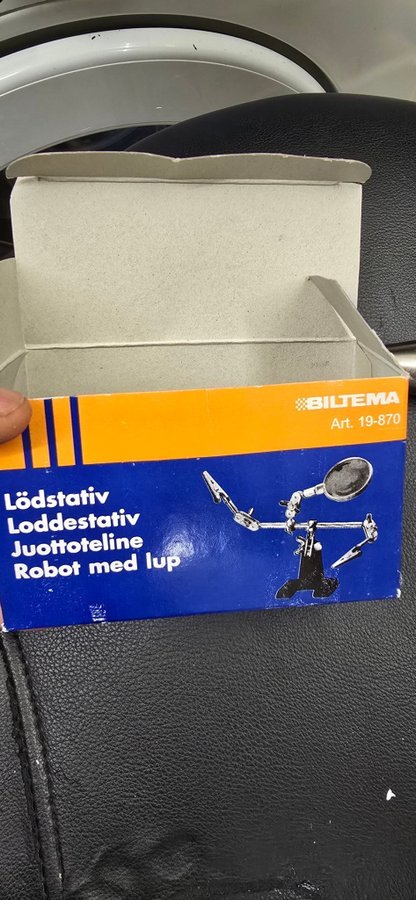 BILTEMA
Art. 19-870
Lödstativ
Loddestativ
Juottoteline
Robot med lup